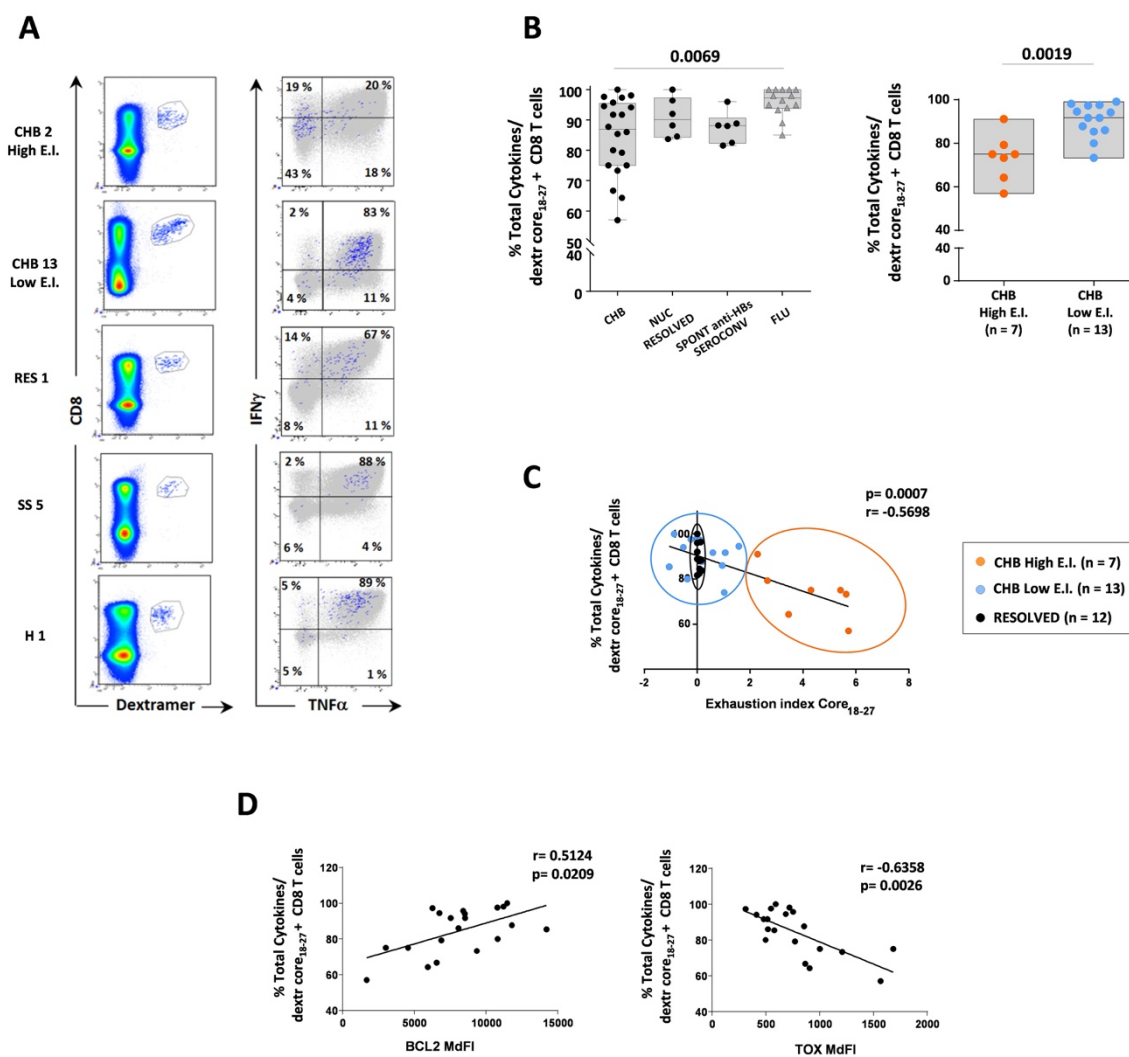 A
CHB 2
High E.I.
CHB 13
Low E.I.
RES 1
SS 5
H 1
CD8
Dextramer
IFNγ
TNFα
19 %
20 %
43 %
18 %
2 %
83 %
4 %
11 %
14 %
67 %
8 %
11 %
2 %
88 %
6 %
4 %
5 %
89 %
5 %
1 %
B
0.0069
% Total Cytokines/
dextr core18-27 + CD8 T cells
100
90
80
70
60
50
40
0
CHB
NUC
RESOLVED
SPONT anti-HBs
SEROCONV
FLU
0.0019
% Total Cytokines/
dextr core18-27 + CD8 T cells
100
80
60
40
40
0
CHB
High E.I.
(n = 7)
CHB
Low E.I.
(n = 13)
C
p= 0.0007
r= -0.5698
% Total Cytokines/
dextr core18-27 + CD8 T cells
100
80
60
-2
0
2
4
6
8
Exhaustion index Core18-27
CHB High E.I. (n = 7)
CHB Low E.I. (n = 13)
RESOLVED (n = 12)
D
r= 0.5124
p= 0.0209
% Total Cytokines/
dextr core18-27 + CD8 T cells
120
100
80
60
40
0
5000
10000
15000
BCL2 MdFI
r= -0.6358
p= 0.0026
% Total Cytokines/
dextr core18-27 + CD8 T cells
120
100
80
60
40
0
500
1000
1500
2000
TOX MdFI